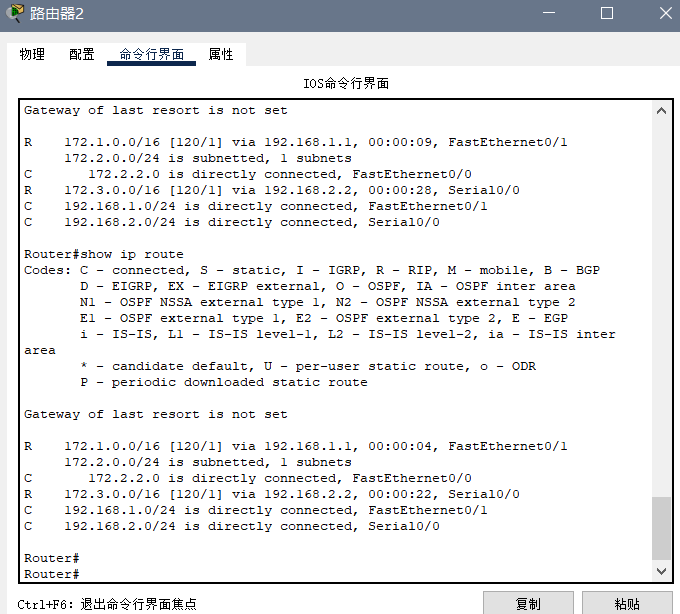 路由器2
物理 配置 命令行界面 属性
IOS命令行界面
Gateway of last resort is not set
R    172.1.0.0/16 [120/1] via 192.168.1.1, 00:00:09, FastEthernet0/1
     172.2.0.0/24 is subnetted, 1 subnets
C       172.2.2.0 is directly connected, FastEthernet0/0
R    172.3.0.0/16 [120/1] via 192.168.2.2, 00:00:28, Serial0/0
C    192.168.1.0/24 is directly connected, FastEthernet0/1
C    192.168.2.0/24 is directly connected, Serial0/0
Router#show ip route
Codes: C - connected, S - static, I - IGRP, R - RIP, M - mobile, B - BGP
       D - EIGRP, EX - EIGRP external, O - OSPF, IA - OSPF inter area
       N1 - OSPF NSSA external type 1, N2 - OSPF NSSA external type 2
       E1 - OSPF external type 1, E2 - OSPF external type 2, E - EGP
       i - IS-IS, L1 - IS-IS level-1, L2 - IS-IS level-2, ia - IS-IS inter
area
       * - candidate default, U - per-user static route, o - ODR
       P - periodic downloaded static route
Gateway of last resort is not set
R    172.1.0.0/16 [120/1] via 192.168.1.1, 00:00:04, FastEthernet0/1
     172.2.0.0/24 is subnetted, 1 subnets
C       172.2.2.0 is directly connected, FastEthernet0/0
R    172.3.0.0/16 [120/1] via 192.168.2.2, 00:00:22, Serial0/0
C    192.168.1.0/24 is directly connected, FastEthernet0/1
C    192.168.2.0/24 is directly connected, Serial0/0
Router#
Router#
Ctrl+F6: 退出命令行界面焦点
复制 粘贴